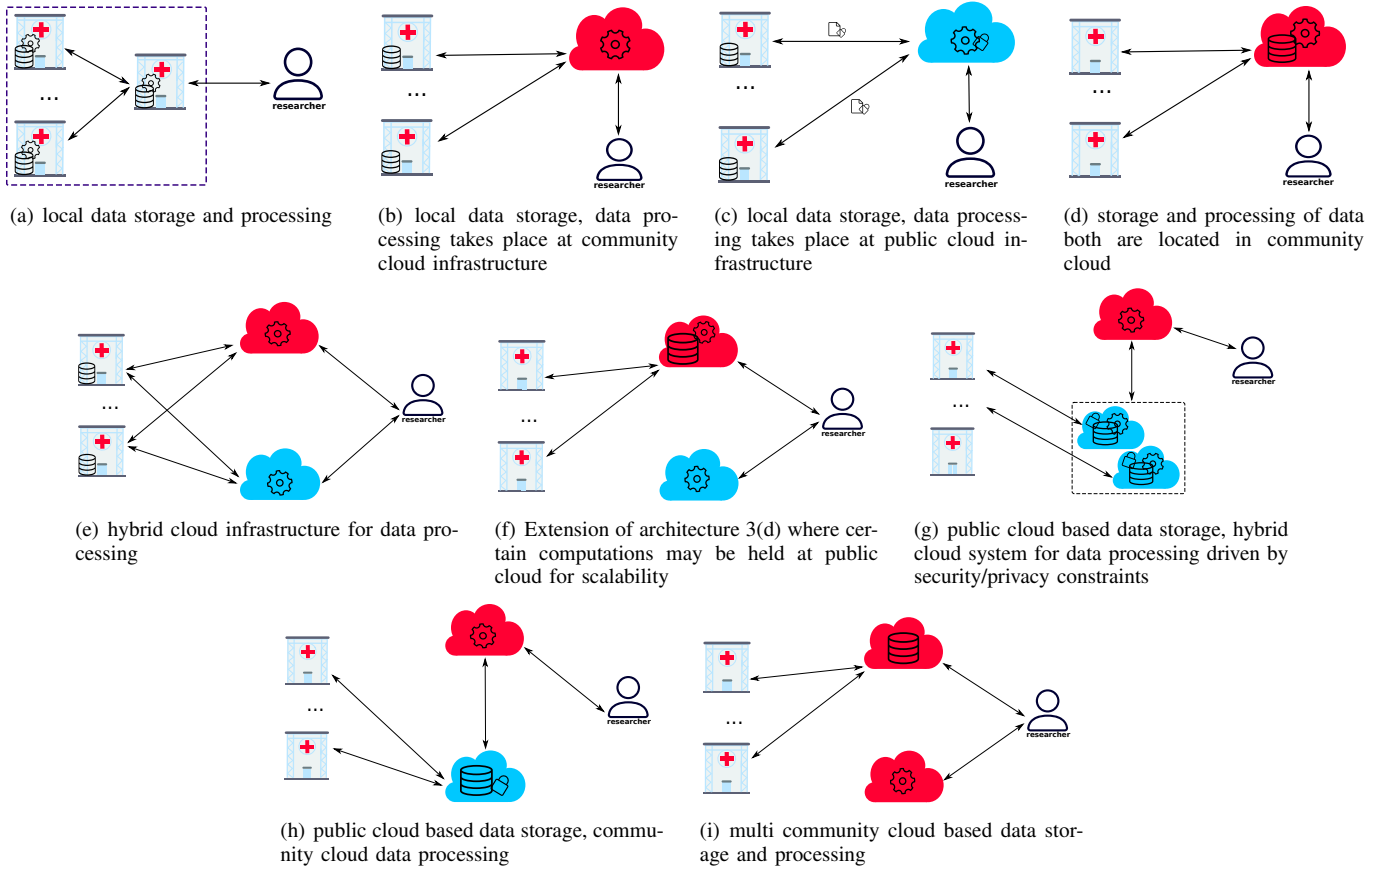 ...
researcher
(a) local data storage and processing
...
researcher
(b) local data storage, data pro-
cessing takes place at community
cloud infrastructure
...
researcher
(c) local data storage, data process-
ing takes place at public cloud in-
frastructure
...
researcher
(d) storage and processing of data
both are located in community
cloud
...
researcher
(e) hybrid cloud infrastructure for data pro-
cessing
...
researcher
(f) Extension of architecture 3(d) where cer-
tain computations may be held at public
cloud for scalability
...
researcher
(g) public cloud based data storage, hybrid
cloud system for data processing driven by
security/privacy constraints
...
researcher
(h) public cloud based data storage, commu-
nity cloud data processing
...
researcher
(i) multi community cloud based data stor-
age and processing